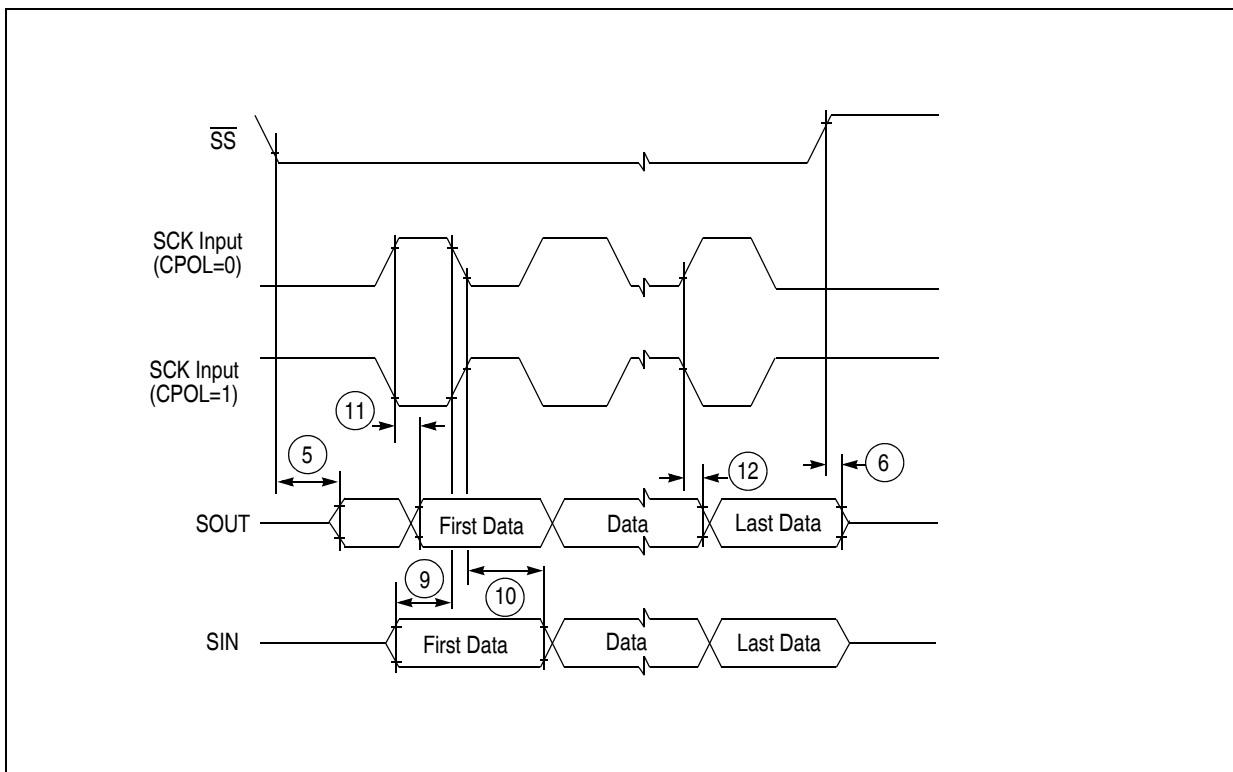 SS
SCK Input
(CPOL=0)
SCK Input
(CPOL=1)
11
5
12
6
SOUT
First Data
Data
Last Data
9
10
SIN
First Data
Data
Last Data